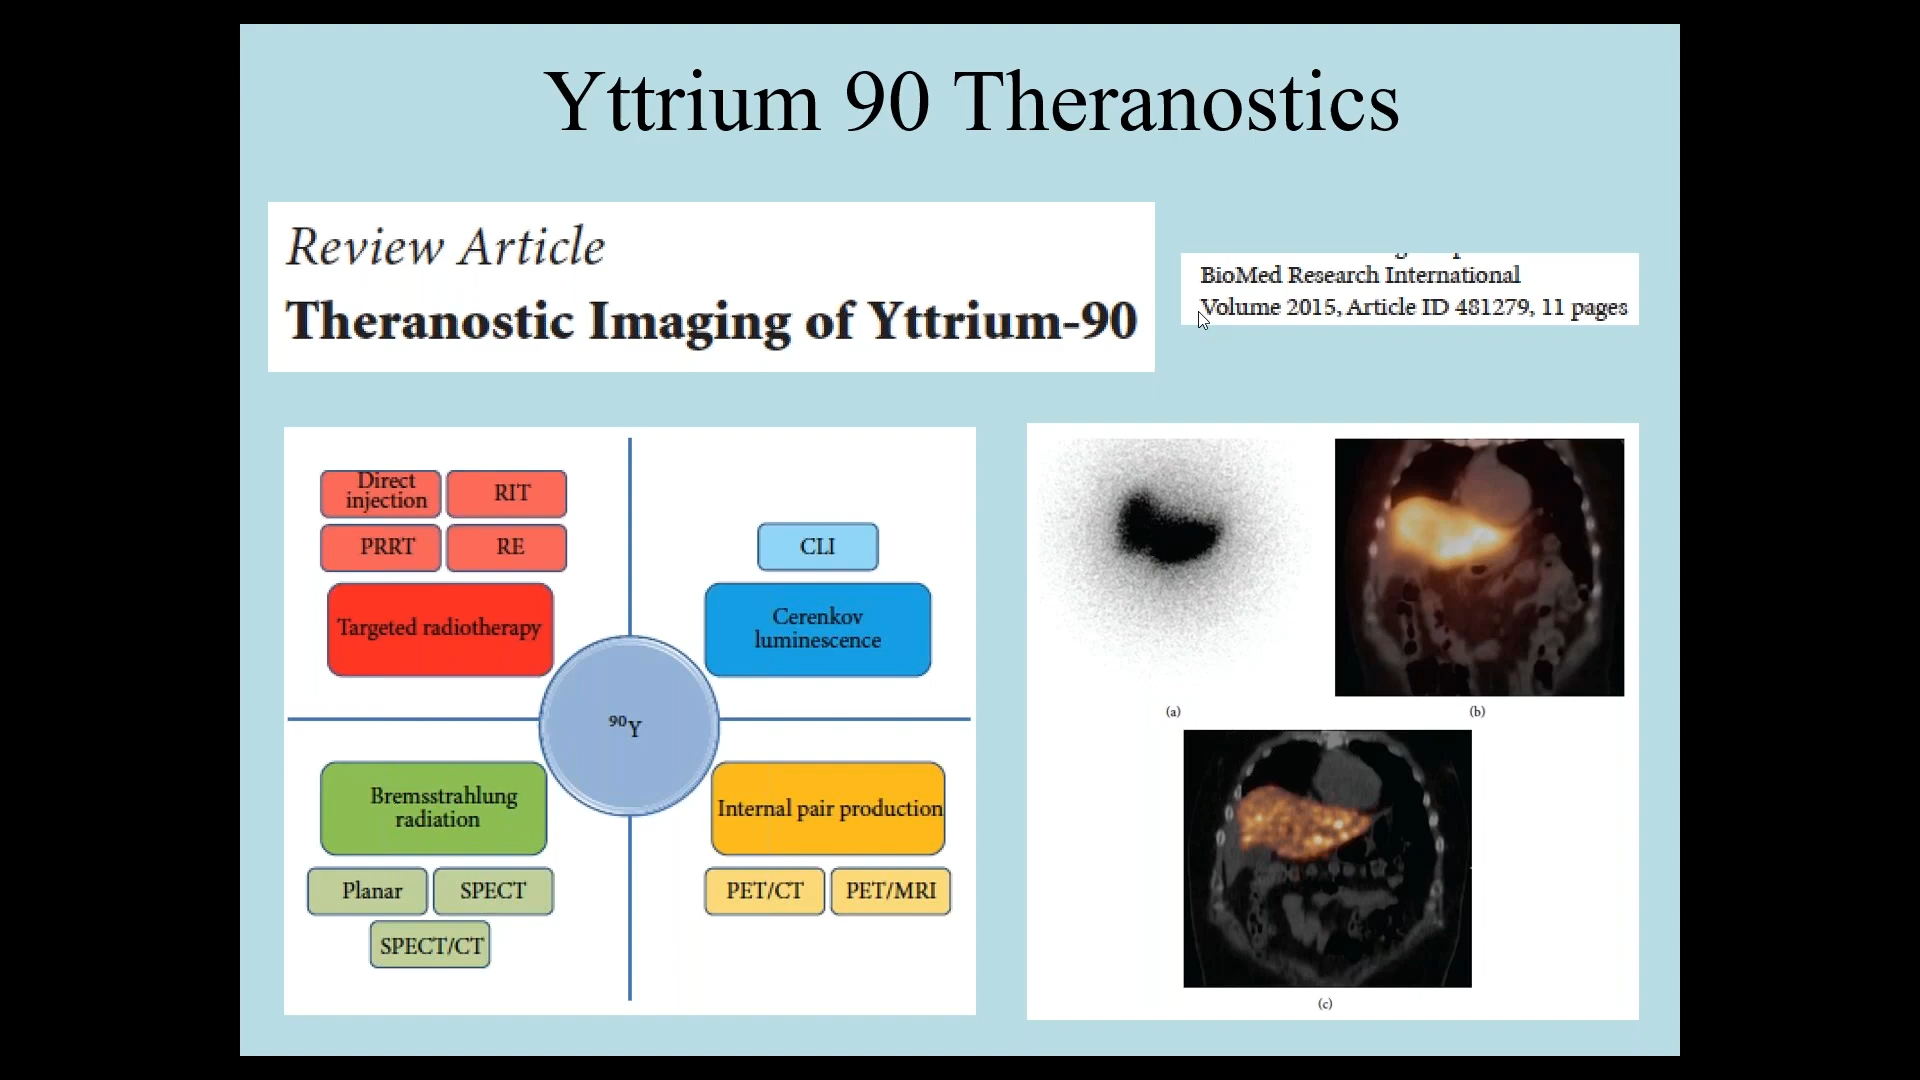 Yttrium 90 Theranostics
Review Article
Theranostic Imaging of Yttrium-90
BioMed Research International
Volume 2015, Article ID 481279, 11 pages
Direct
injection
RIT
PRRT
RE
Targeted radiotherapy
CLI
Cerenkov
luminescence
⁹⁰Y
Bremsstrahlung
radiation
Planar
SPECT
SPECT/CT
Internal pair production
PET/CT
PET/MRI
(a)
(b)
(c)